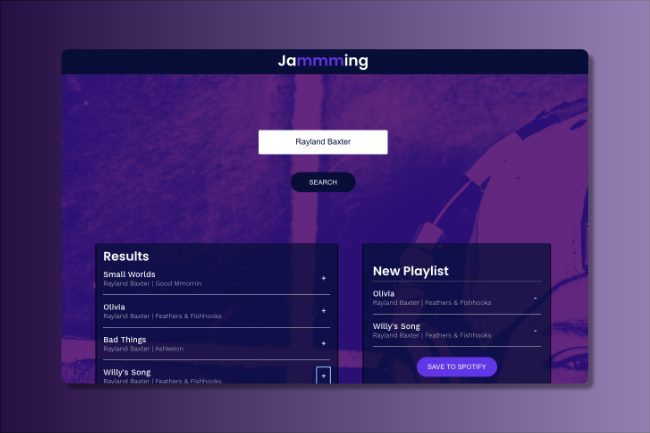 Jammming
Rayland Baxter
SEARCH
Results
Small Worlds
Rayland Baxter | Good Mmornin
+
Olivia
Rayland Baxter | Feathers & Fishhooks
+
Bad Things
Rayland Baxter | Ashkelon
+
Willy's Song
Rayland Baxter | Feathers & Fishhooks
+
New Playlist
Olivia
Rayland Baxter | Feathers & Fishhooks
-
Willy's Song
Rayland Baxter | Feathers & Fishhooks
-
SAVE TO SPOTIFY